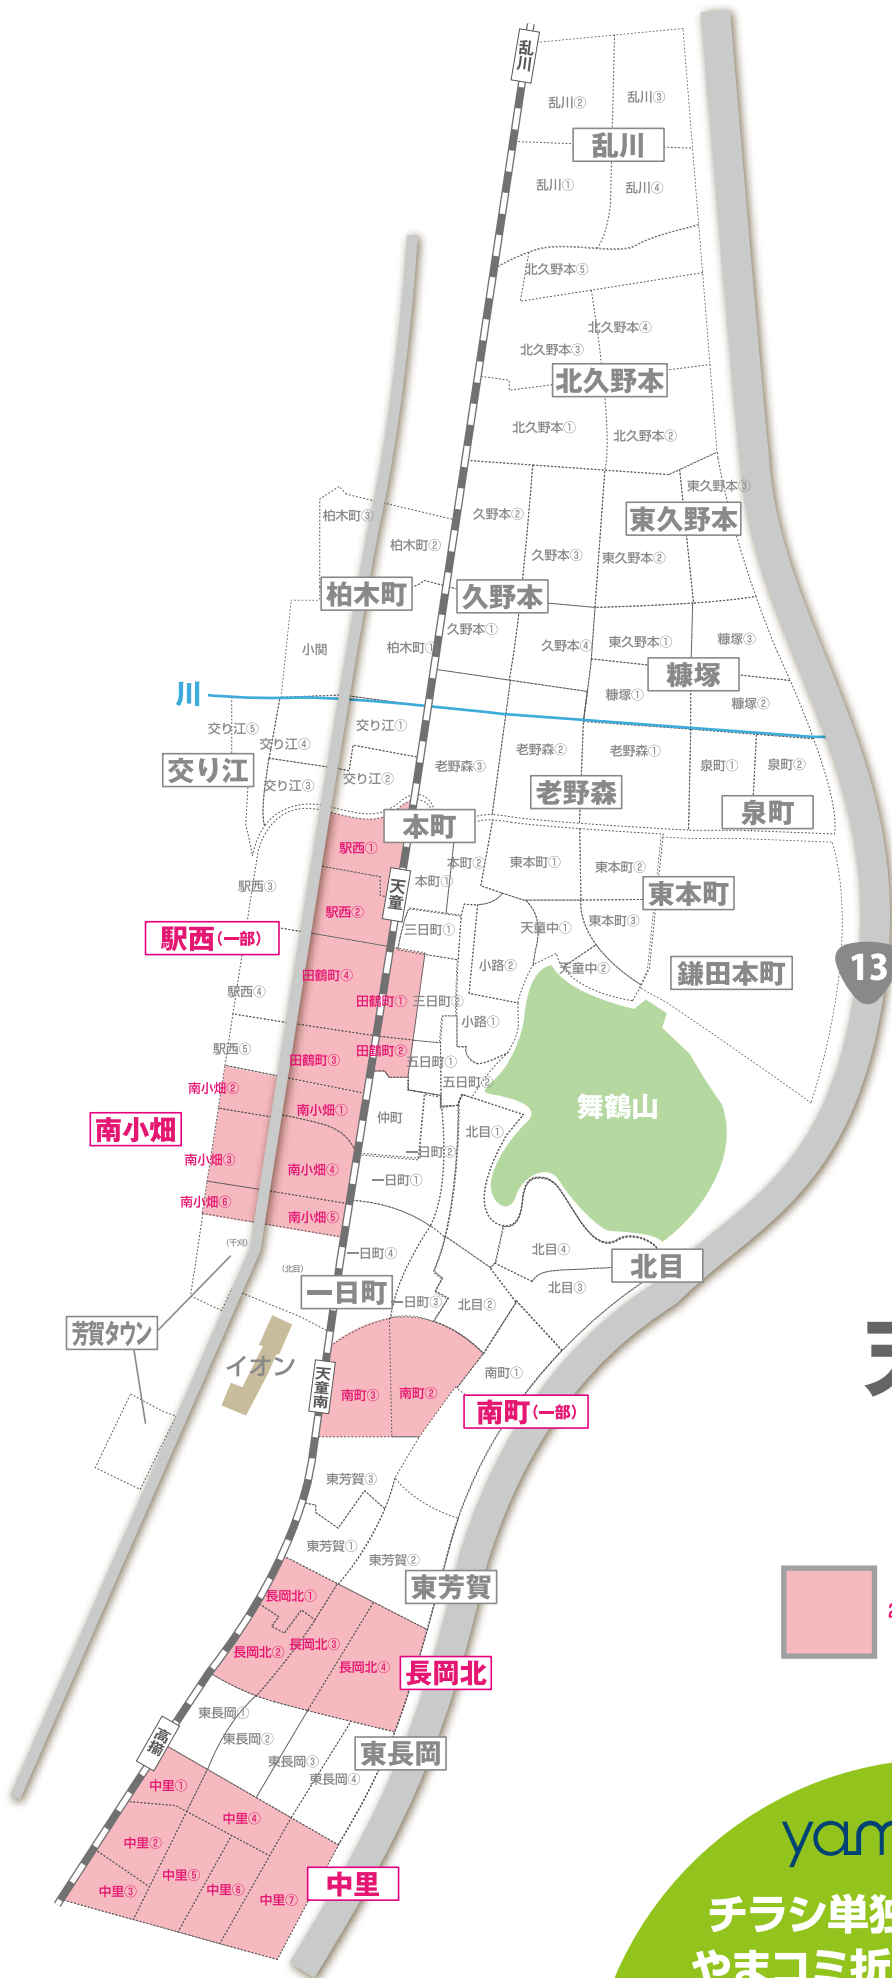 乱川
乱川②
乱川③
乱川
乱川①
乱川④
北久野本⑤
北久野本④
北久野本③
北久野本
北久野本①
北久野本②
東久野本③
柏木町③
久野本②
東久野本
柏木町②
久野本③
東久野本②
柏木町
久野本
久野本①
小関
柏木町①
久野本④
東久野本①
糠塚③
糠塚
川
糠塚①
糠塚②
交り江⑤
交り江①
交り江④
交り江
交り江③
交り江②
老野森③
老野森②
老野森①
泉町①
泉町②
老野森
泉町
本町
駅西①
本町②
東本町①
東本町②
駅西③
天童
本町①
東本町
駅西②
東本町③
駅西(一部)
三日町①
天童中①
小路②
天童中②
鎌田本町
13
田鶴町④
駅西④
田鶴町①
三日町②
小路①
駅西⑤
田鶴町③
田鶴町②
五日町①
五日町②
南小畑②
南小畑①
仲町
舞鶴山
南小畑
北目①
南小畑③
南小畑④
一日町②
一日町①
南小畑⑥
南小畑⑤
(干刈)
一日町④
北目④
(北目)
北目
一日町
一日町③
北目②
北目③
芳賀タウン
イオン
天童南
南町③
南町②
南町①
南町(一部)
天
東芳賀③
東芳賀①
東芳賀②
東芳賀
長岡北①
2
長岡北②
長岡北③
長岡北④
長岡北
東長岡①
高擶
東長岡②
東長岡③
東長岡
東長岡④
中里①
中里④
中里②
中里⑤
中里③
中里⑥
中里⑦
中里
yam
チラシ単独
やまコミ折